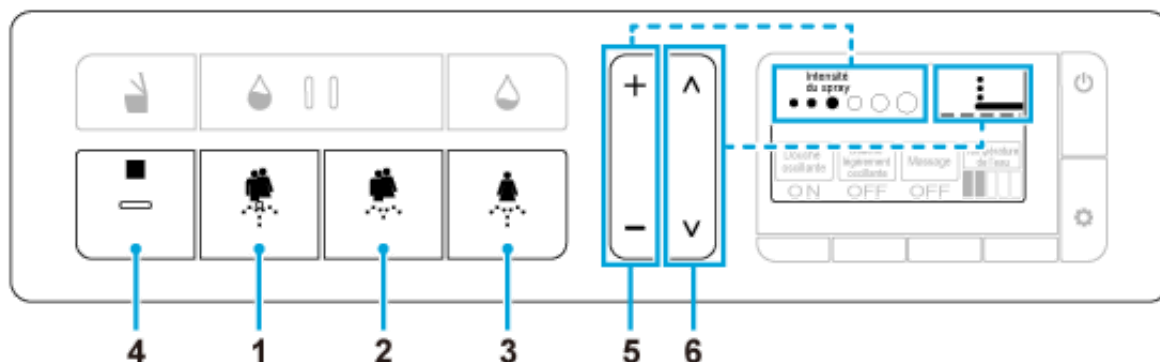 +
∧
Intensité
du spray
Douche
oscillante
légèrement
oscillante
Massage
Température
de l'eau
ON
OFF
OFF
−
∨
4
1
2
3
5
6